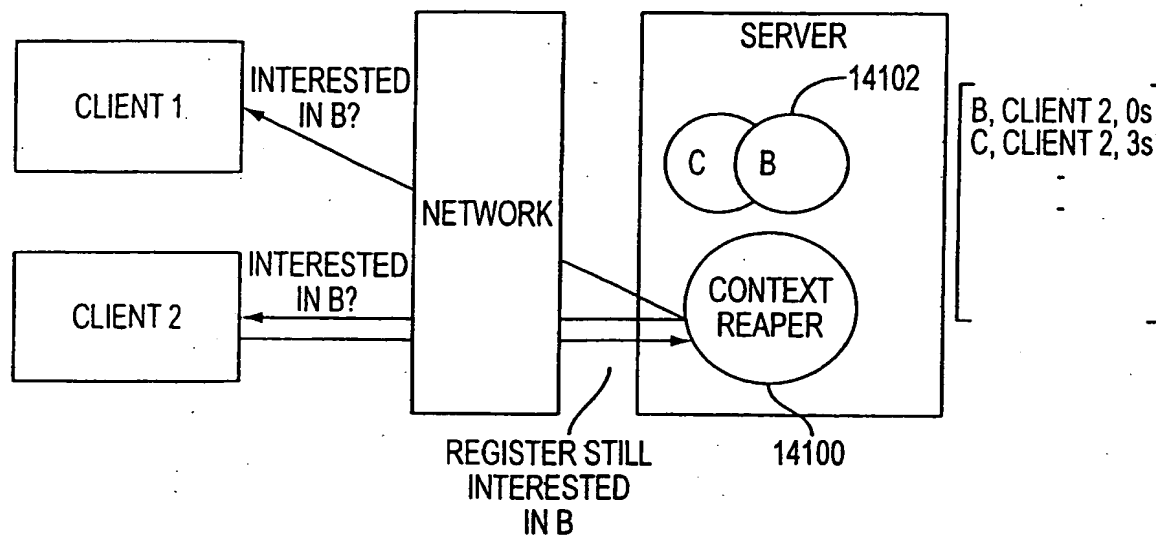 SERVER
14102
INTERESTED
IN B?
CLIENT 1
B, CLIENT 2, 0s
C, CLIENT 2, 3s
-
-
C
B
NETWORK
INTERESTED
IN B?
CLIENT 2
CONTEXT
REAPER
REGISTER STILL
INTERESTED
IN B
14100